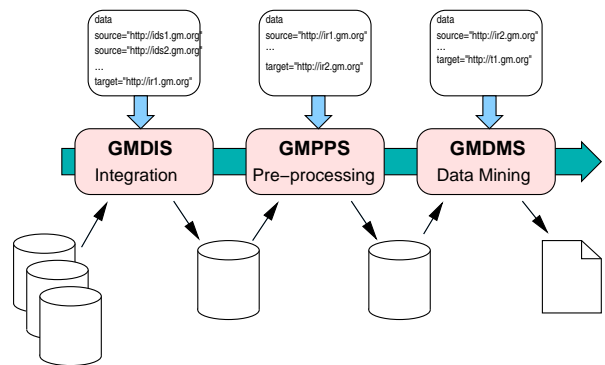 data
source="http://ids1.gm.org"
source="http://ids2.gm.org"
...
target="http://ir1.gm.org"
data
source="http://ir1.gm.org"
...
target="http://ir2.gm.org"
data
source="http://ir2.gm.org"
...
target="http://t1.gm.org"
GMDIS
Integration
GMPPS
Pre−processing
GMDMS
Data Mining